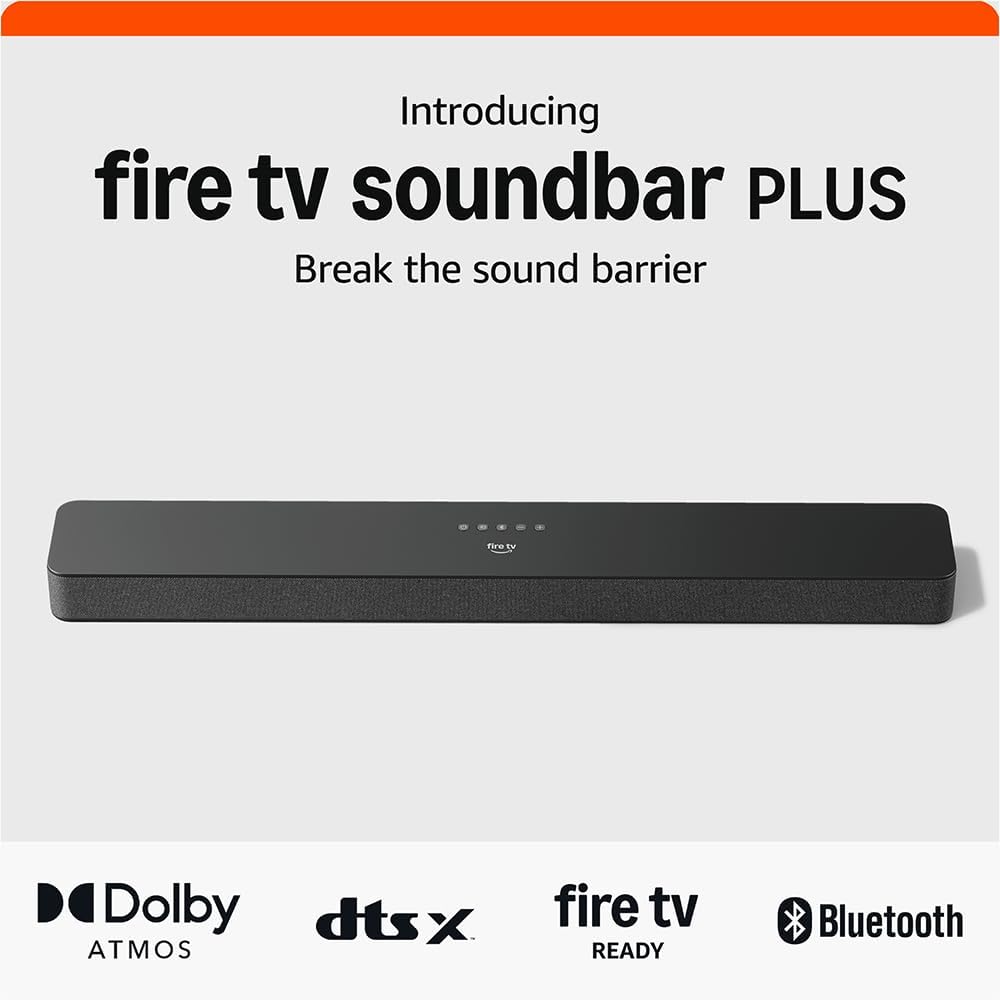 Introducing
fire tv soundbar PLUS
Break the sound barrier
fire tv
Dolby
ATMOS
dts x
fire tv
READY
Bluetooth